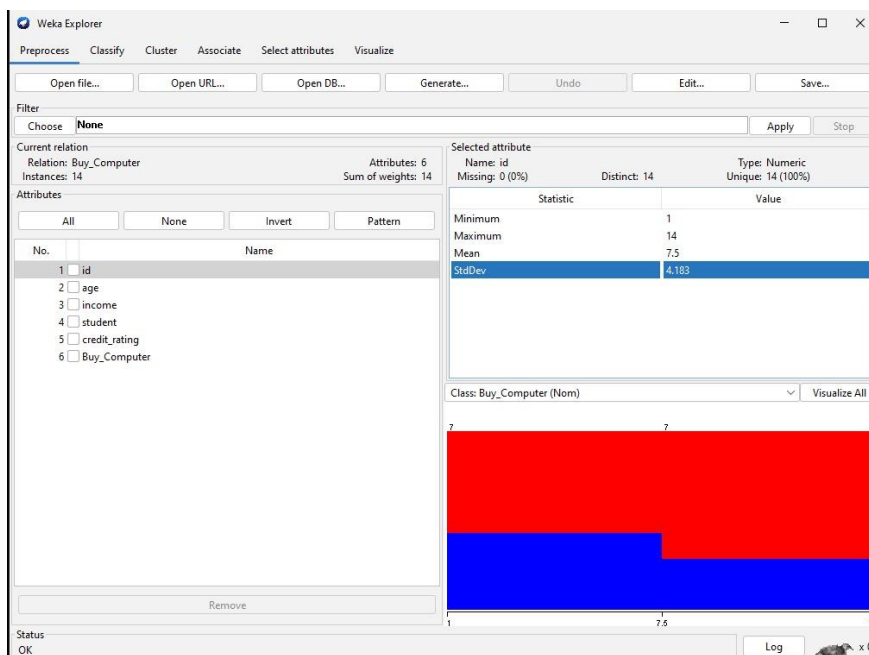 Weka Explorer
Preprocess Classify Cluster Associate Select attributes Visualize
Open file... Open URL... Open DB... Generate... Undo Edit... Save...
Filter
Choose None Apply Stop
Current relation
Relation: Buy_Computer Attributes: 6
Instances: 14 Sum of weights: 14
Attributes
All None Invert Pattern
No. Name
1 id
2 age
3 income
4 student
5 credit_rating
6 Buy_Computer
Remove
Selected attribute
Name: id Type: Numeric
Missing: 0 (0%) Distinct: 14 Unique: 14 (100%)
Statistic Value
Minimum 1
Maximum 14
Mean 7.5
StdDev 4.183
Class: Buy_Computer (Nom) Visualize All
7 7
1 7.5
Status
OK Log